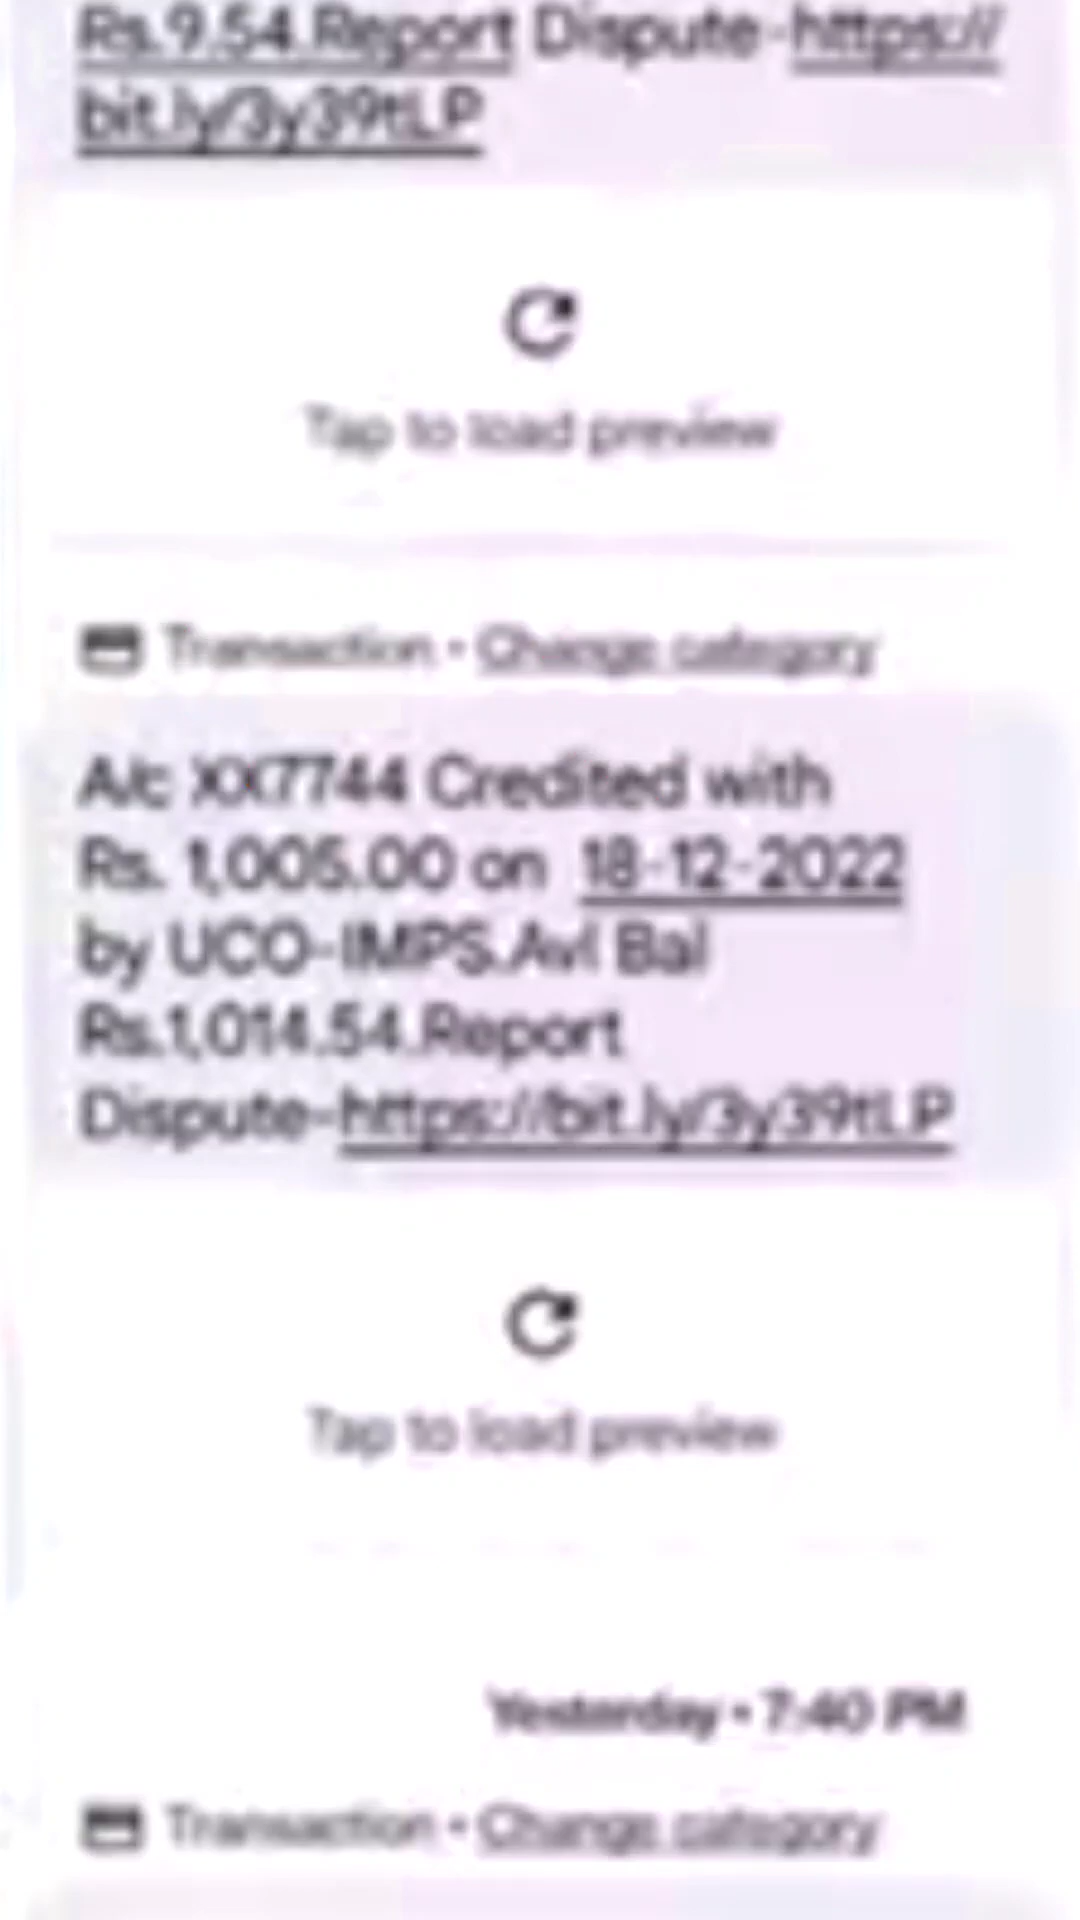 Rs.9.54.Report Dispute-https://
bit.ly/3y39tLP
Tap to load preview
Transaction • Change category
A/c XX7744 Credited with
Rs. 1,005.00 on 18-12-2022
by UCO-IMPS.Avl Bal
Rs.1,014.54.Report
Dispute-https://bit.ly/3y39tLP
Tap to load preview
Yesterday • 7:40 PM
Transaction • Change category